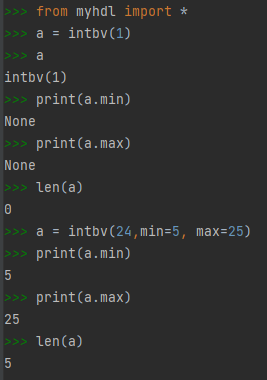 >>> from myhdl import *
>>> a = intbv(1)
>>> a
intbv(1)
>>> print(a.min)
None
>>> print(a.max)
None
>>> len(a)
0
>>> a = intbv(24,min=5, max=25)
>>> print(a.min)
5
>>> print(a.max)
25
>>> len(a)
5